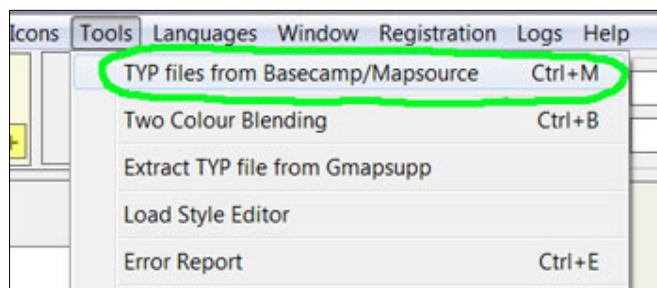 Icons Tools Languages Window Registration Logs Help
TYP files from Basecamp/Mapsource Ctrl+M
Two Colour Blending Ctrl+B
Extract TYP file from Gmapsupp
Load Style Editor
Error Report Ctrl+E